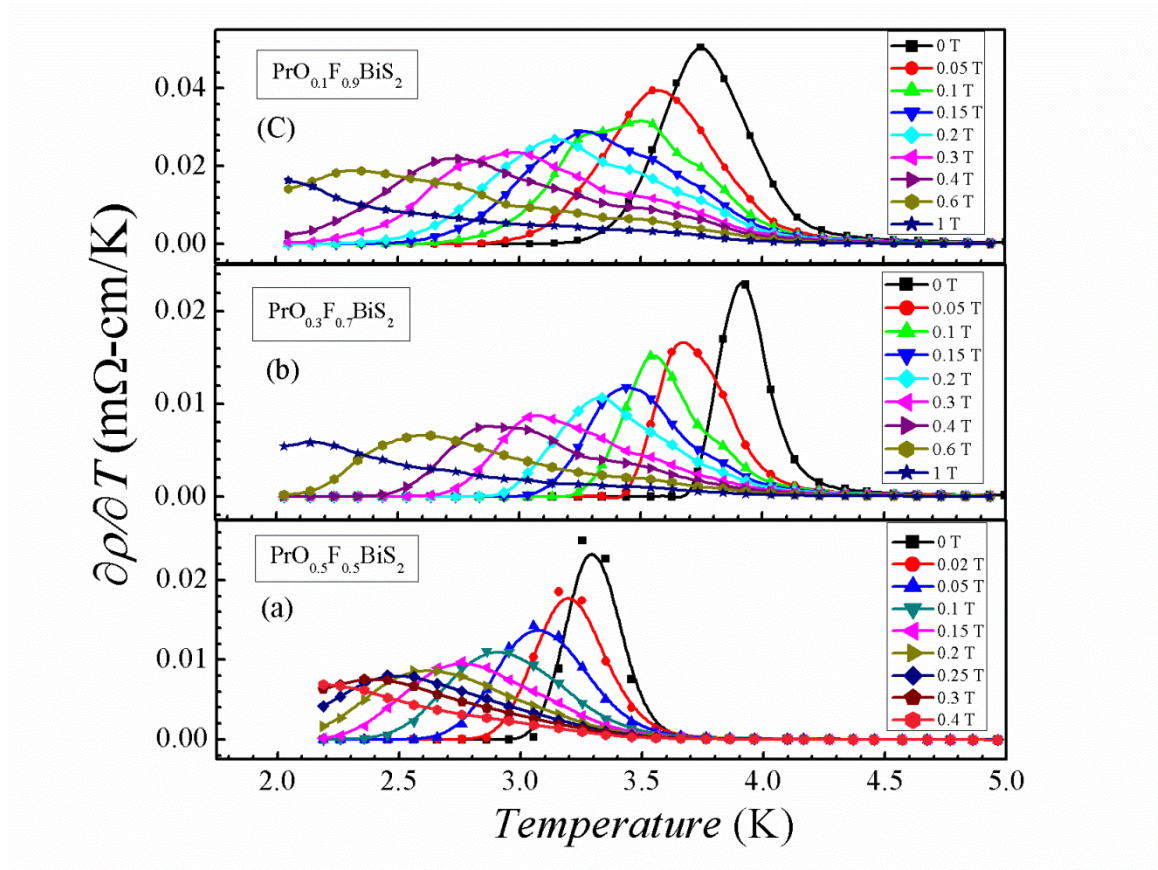 ∂ρ/∂T (mΩ-cm/K)
PrO₀.₁F₀.₉BiS₂
(C)
0.04
0.02
0.00
0 T
0.05 T
0.1 T
0.15 T
0.2 T
0.3 T
0.4 T
0.6 T
1 T
PrO₀.₃F₀.₇BiS₂
(b)
0.02
0.01
0.00
0 T
0.05 T
0.1 T
0.15 T
0.2 T
0.3 T
0.4 T
0.6 T
1 T
PrO₀.₅F₀.₅BiS₂
(a)
0.02
0.01
0.00
0 T
0.02 T
0.05 T
0.1 T
0.15 T
0.2 T
0.25 T
0.3 T
0.4 T
2.0 2.5 3.0 3.5 4.0 4.5 5.0
Temperature (K)